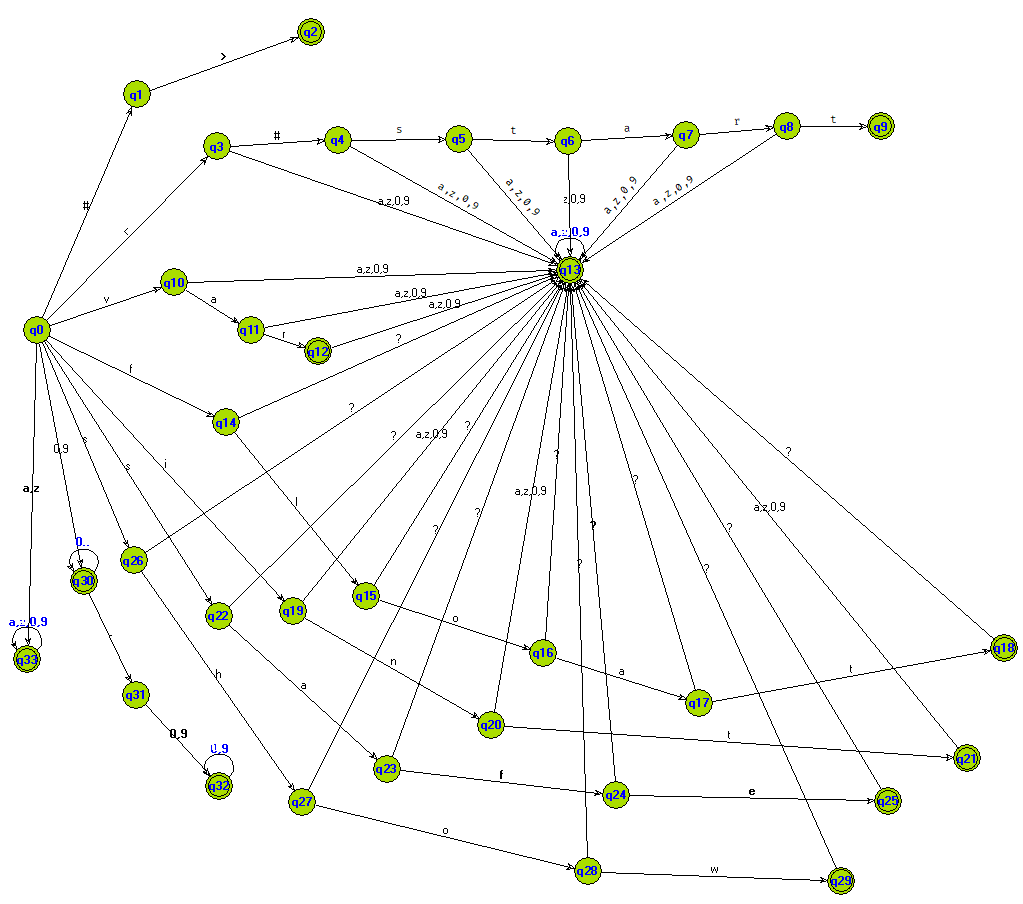 q2
>
q1
#
q3
#
q4
s
q5
t
q6
a
q7
r
q8
t
q9
r
a,z,0,9
a,z,0,9
a,z,0,9
z,0,9
a,z,0,9
a,z,0,9
a,z,0,9
q13
q0
v
q10
a,z,0,9
a
q11
a,z,0,9
r
q12
a,z,0,9
f
q14
?
l
q15
?
o
q16
?
a
q17
?
t
q18
?
i
q19
a,z,0,9
n
q20
a,z,0,9
t
q21
a,z,0,9
s
q22
?
a
q23
?
f
q24
?
e
q25
?
s
q26
?
h
q27
?
o
q28
?
w
q29
?
0,9
q30
0..
q31
0,9
q32
0,9
a,z
q33
a,z,0,9